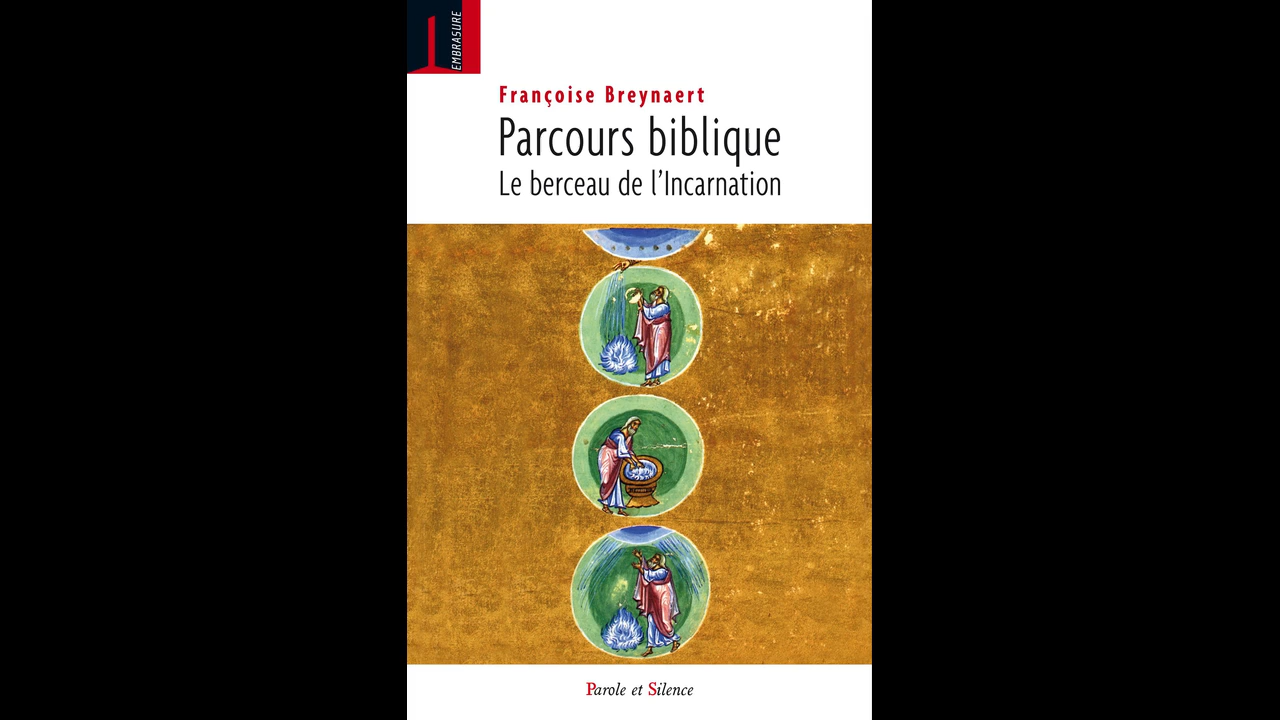 EMBRASURE
Françoise Breynaert
Parcours biblique
Le berceau de l’Incarnation
Parole et Silence